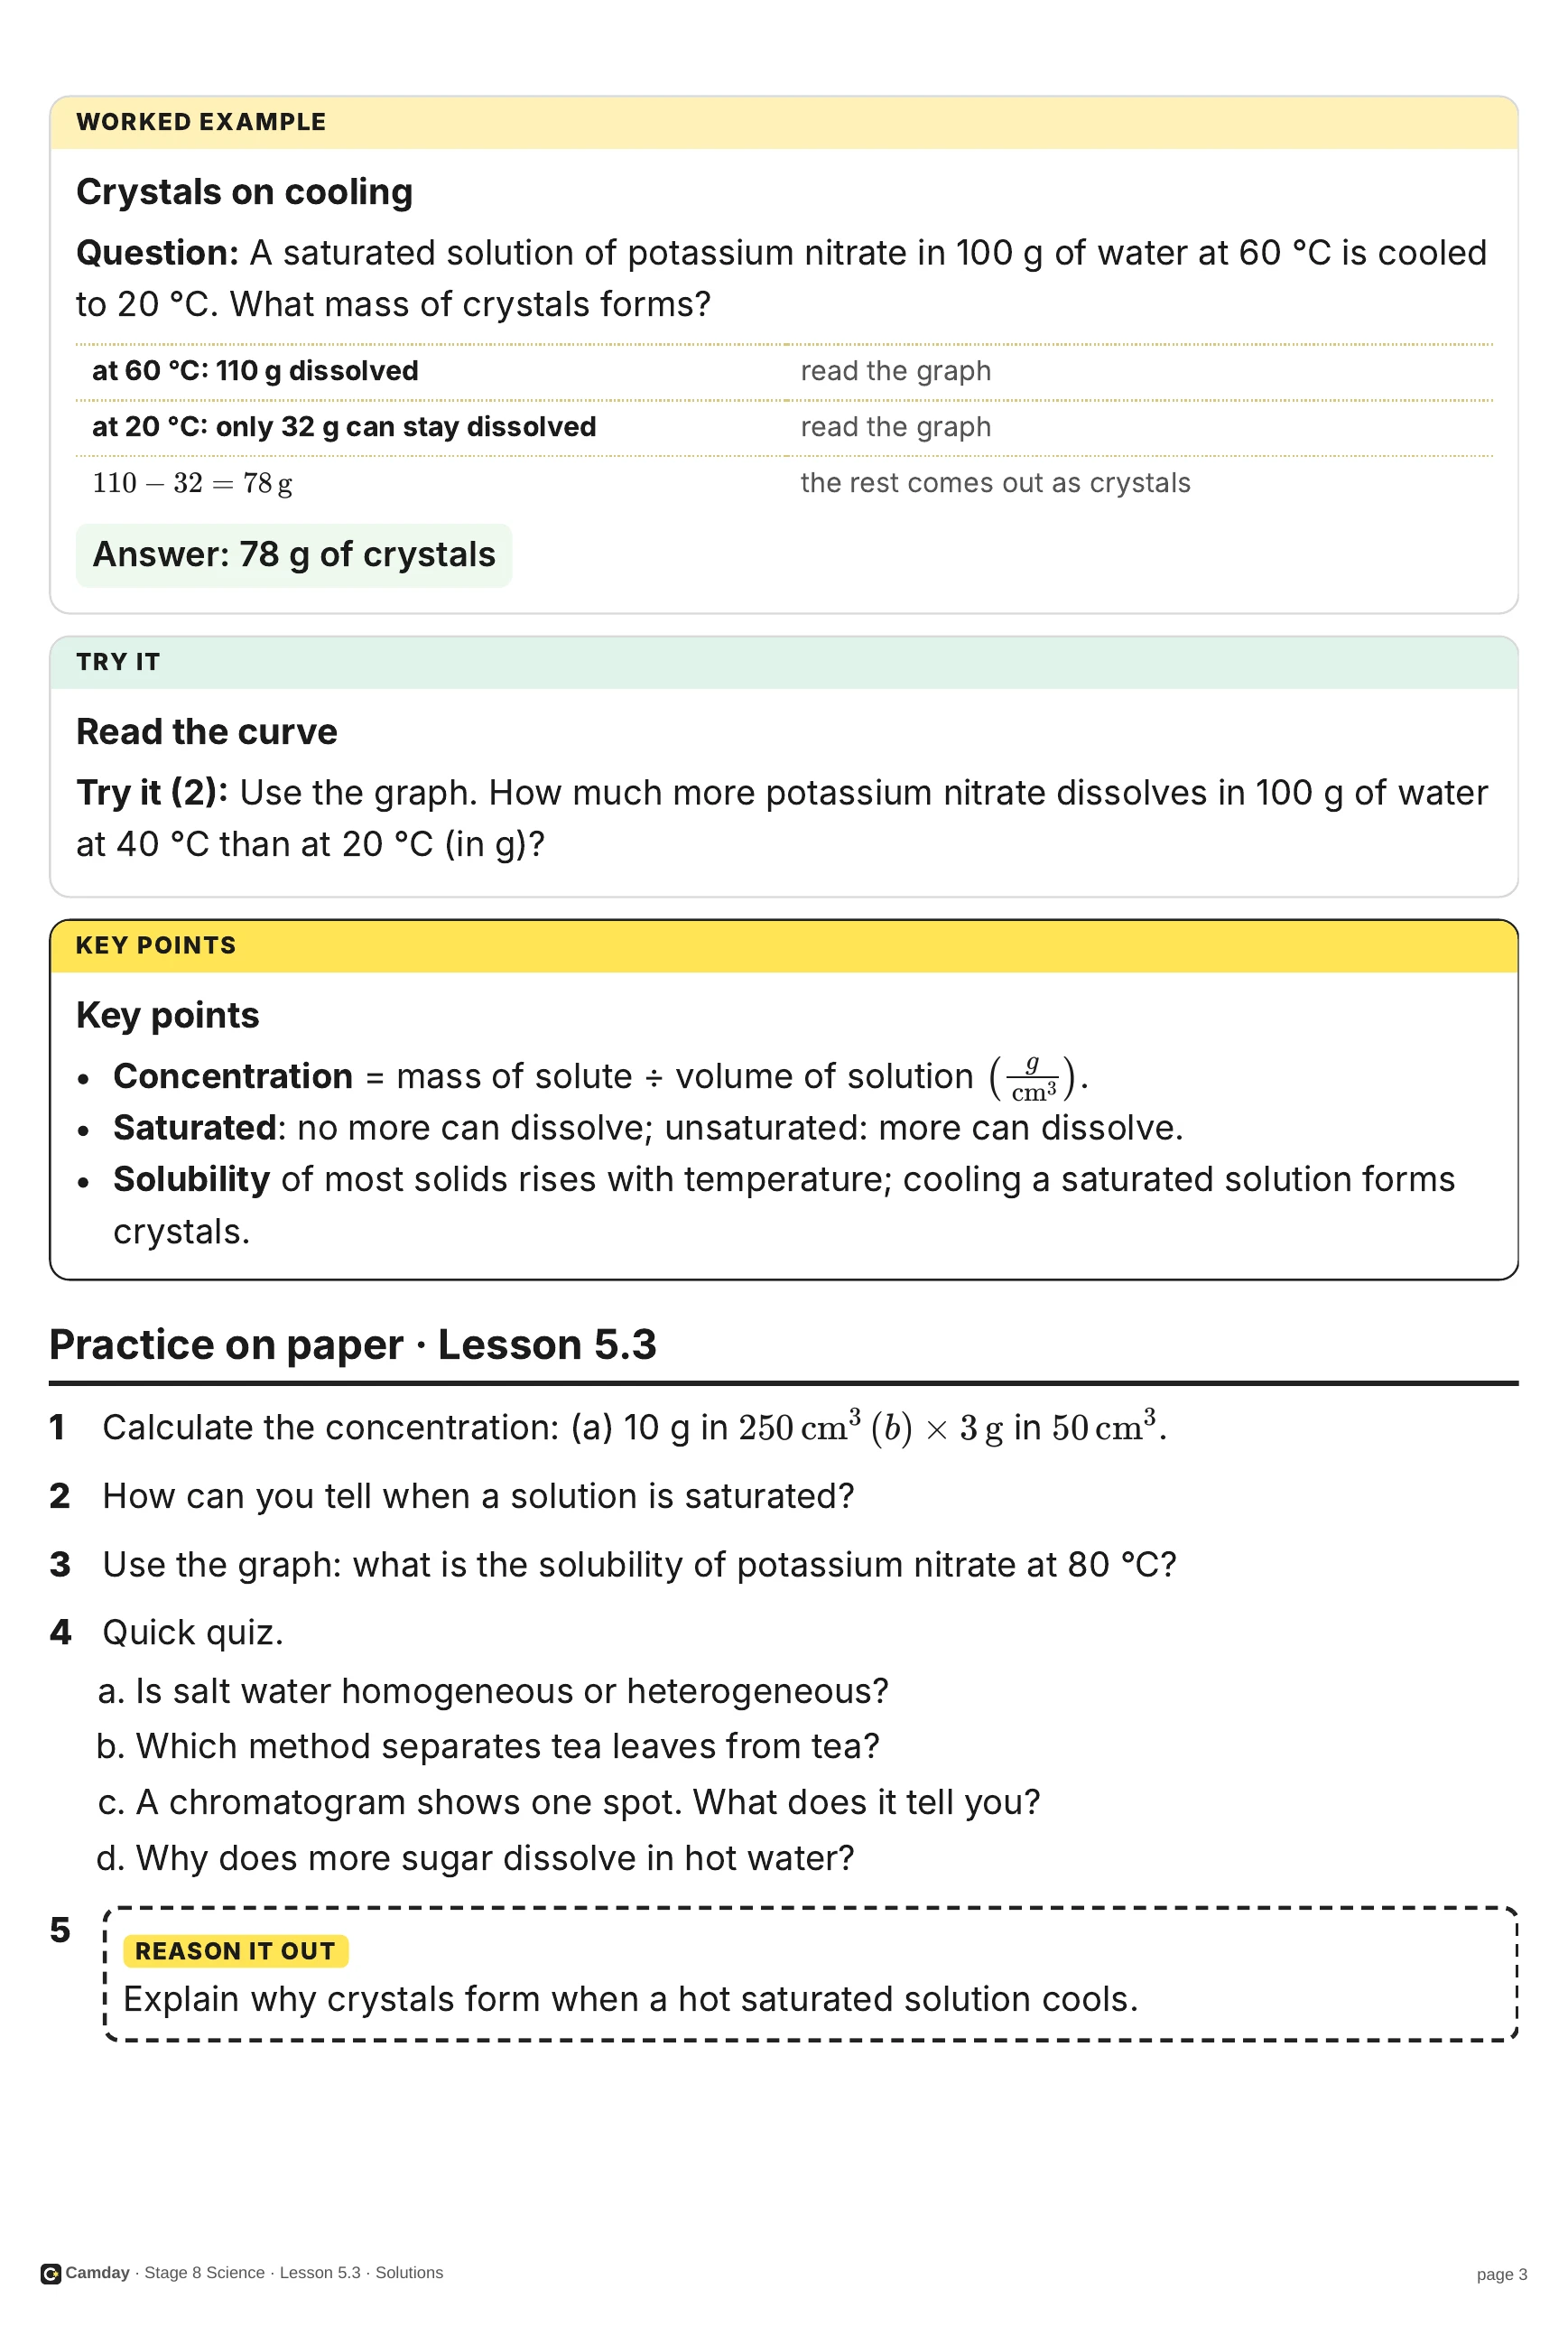 WORKED EXAMPLE
Crystals on cooling
Question: A saturated solution of potassium nitrate in 100 g of water at 60 °C is cooled
to 20 °C. What mass of crystals forms?
at 60 °C: 110 g dissolved read the graph
at 20 °C: only 32 g can stay dissolved read the graph
110 − 32 = 78 g the rest comes out as crystals
Answer: 78 g of crystals
TRY IT
Read the curve
Try it (2): Use the graph. How much more potassium nitrate dissolves in 100 g of water
at 40 °C than at 20 °C (in g)?
KEY POINTS
Key points
• Concentration = mass of solute ÷ volume of solution (g/cm³).
• Saturated: no more can dissolve; unsaturated: more can dissolve.
• Solubility of most solids rises with temperature; cooling a saturated solution forms
crystals.
Practice on paper · Lesson 5.3
1 Calculate the concentration: (a) 10 g in 250 cm³ (b) × 3 g in 50 cm³.
2 How can you tell when a solution is saturated?
3 Use the graph: what is the solubility of potassium nitrate at 80 °C?
4 Quick quiz.
a. Is salt water homogeneous or heterogeneous?
b. Which method separates tea leaves from tea?
c. A chromatogram shows one spot. What does it tell you?
d. Why does more sugar dissolve in hot water?
5 REASON IT OUT
Explain why crystals form when a hot saturated solution cools.
Camday · Stage 8 Science · Lesson 5.3 · Solutions page 3